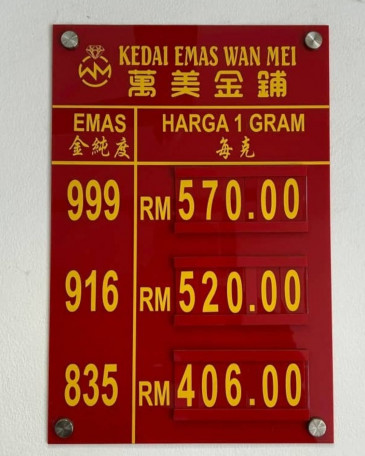 KEDAI EMAS WAN MEI
萬美金鋪
EMAS HARGA 1 GRAM
金純度 每克
999 RM 570.00
916 RM 520.00
835 RM 406.00